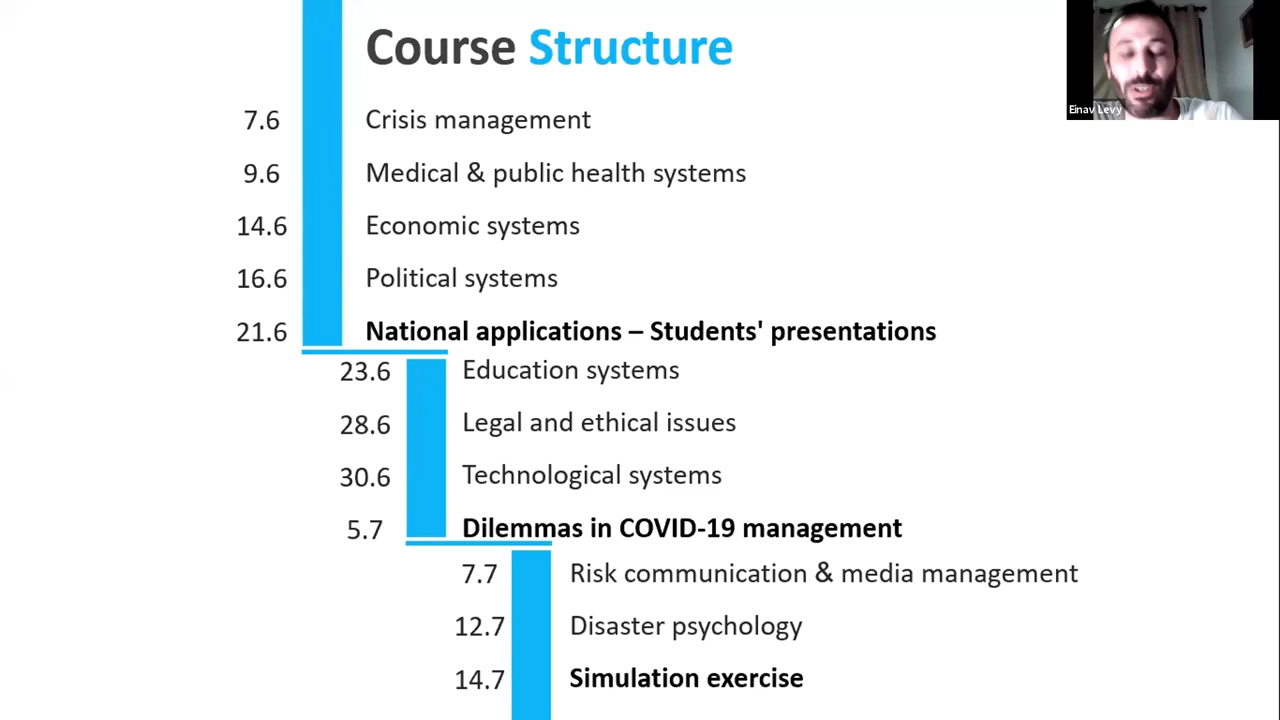 Course Structure
Einav Levy
7.6 Crisis management
9.6 Medical & public health systems
14.6 Economic systems
16.6 Political systems
21.6 National applications – Students' presentations
23.6 Education systems
28.6 Legal and ethical issues
30.6 Technological systems
5.7 Dilemmas in COVID-19 management
7.7 Risk communication & media management
12.7 Disaster psychology
14.7 Simulation exercise